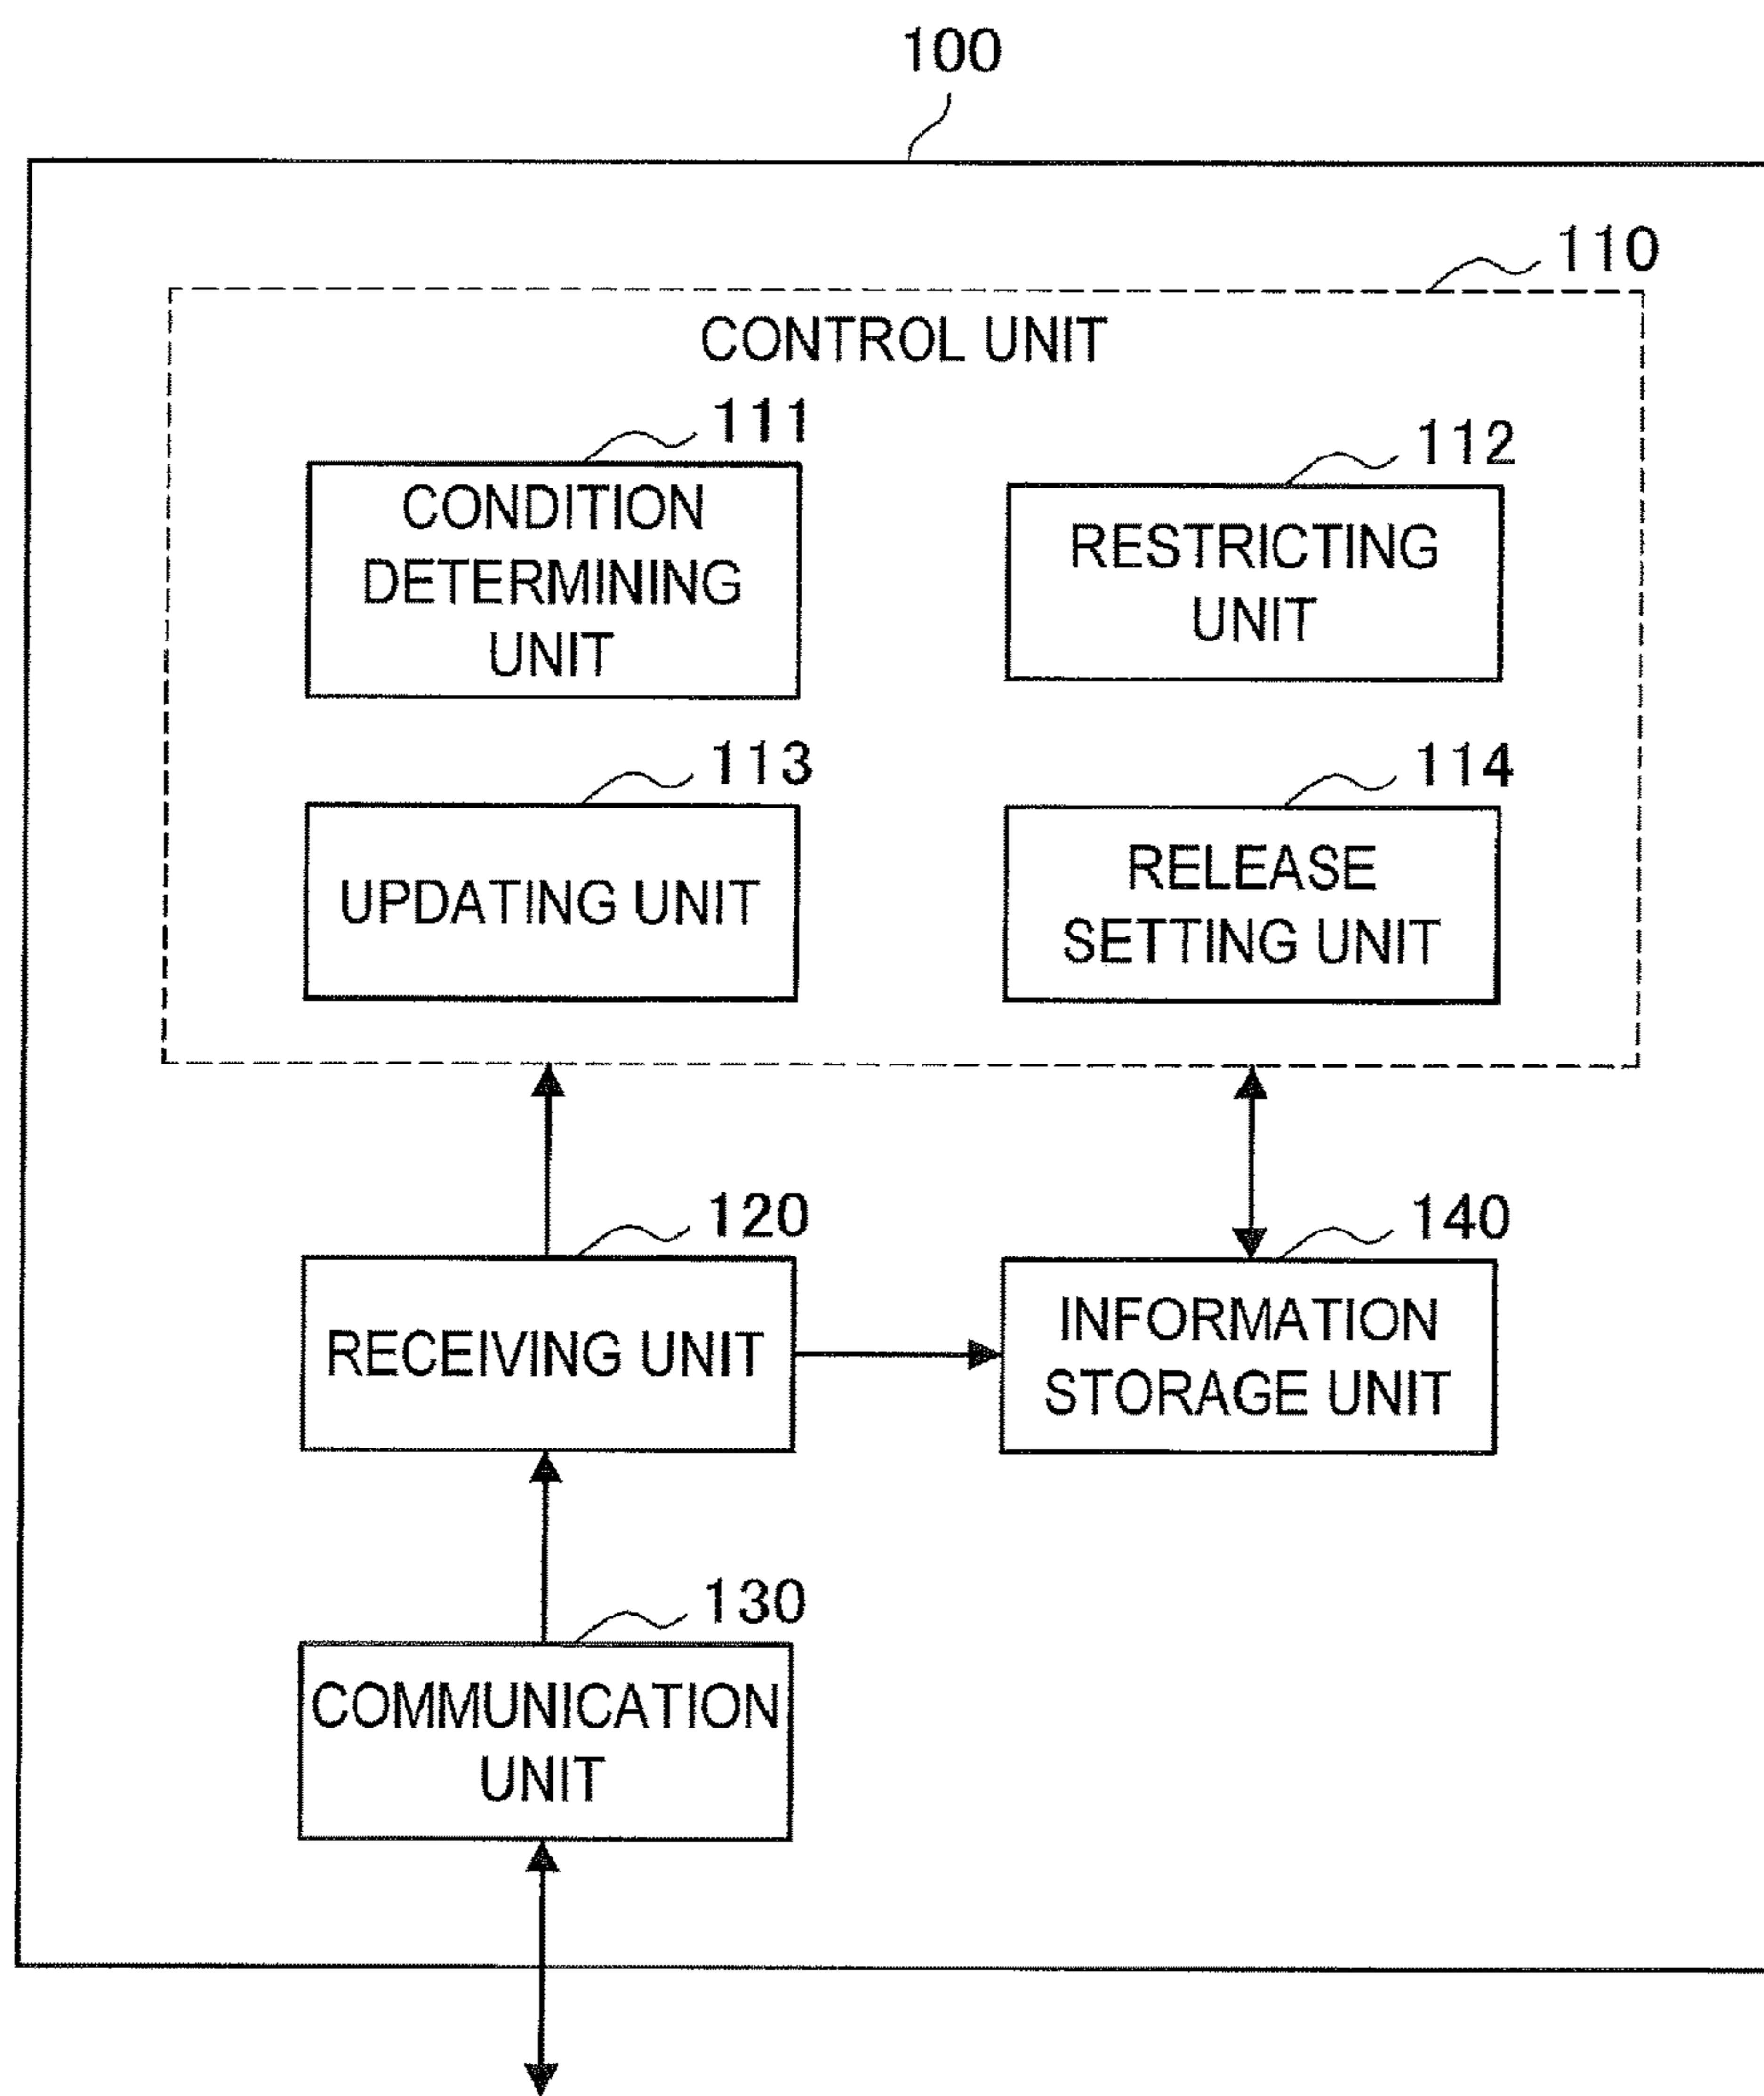 100
110
CONTROL UNIT
111
CONDITION
DETERMINING
UNIT
112
RESTRICTING
UNIT
113
UPDATING UNIT
114
RELEASE
SETTING UNIT
120
RECEIVING UNIT
140
INFORMATION
STORAGE UNIT
130
COMMUNICATION
UNIT